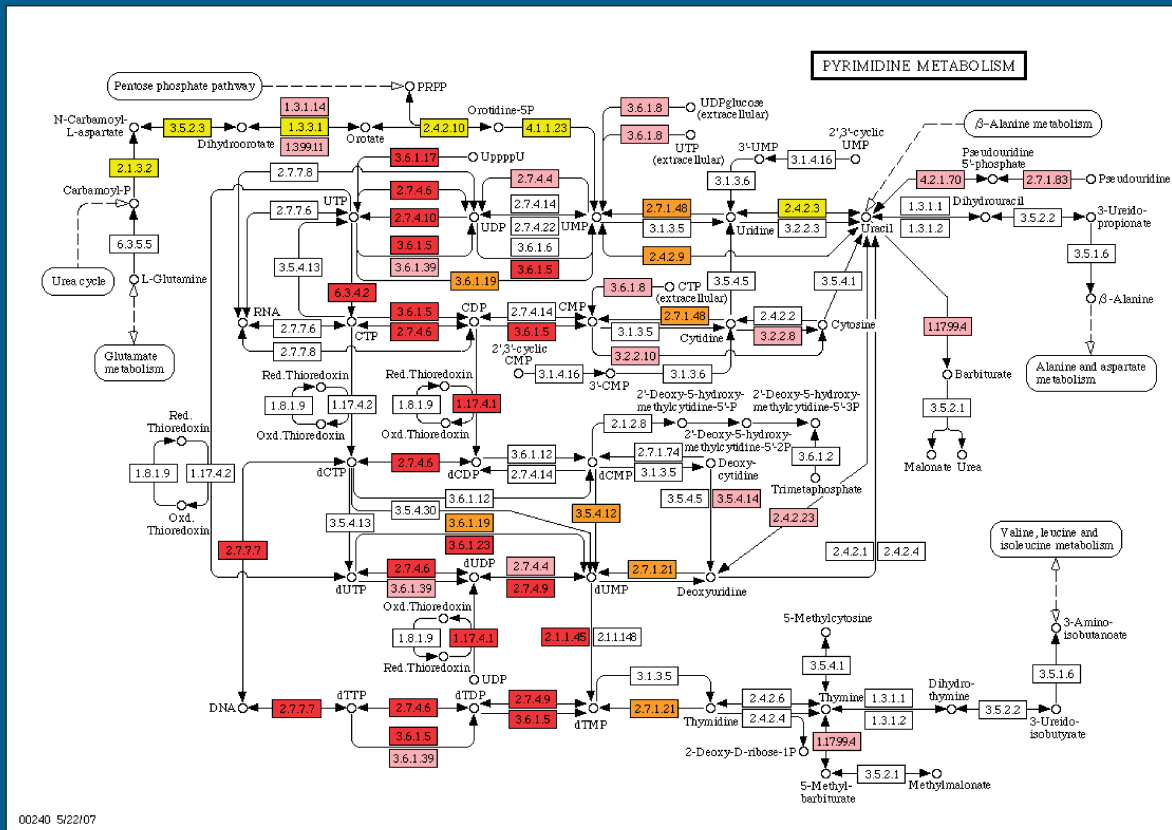 PYRIMIDINE METABOLISM
Pentose phosphate pathway
PRPP
1.3.1.14
Orotidine-5P
3.6.1.8
UDPglucose
(extracellular)
N-Carbamoyl-
L-aspartate
3.5.2.3
1.3.3.1
Dihydroorotate
1.3.99.11
Orotate
2.4.2.10
4.1.1.23
3.6.1.8
UTP
(extracellular)
2',3'-cyclic
UMP
β-Alanine metabolism
2.1.3.2
Carbamoyl-P
3.6.1.17
UppppU
3'-UMP
3.1.4.16
Pseudouridine
5'-phosphate
2.7.7.8
2.7.4.6
2.7.4.4
3.1.3.6
4.2.1.70
2.7.1.83
Pseudouridine
UTP
2.7.7.6
2.7.4.10
UDP
2.7.4.14
2.7.4.22
UMP
2.7.1.48
3.1.3.5
Uridine
2.4.2.3
3.2.2.3
Uracil
1.3.1.1
1.3.1.2
Dihydrouracil
3.5.2.2
3-Ureido-
propionate
6.3.5.5
3.6.1.5
3.6.1.6
3.6.1.39
3.6.1.5
2.4.2.9
3.5.1.6
Urea cycle
L-Glutamine
3.5.4.13
3.6.1.19
3.5.4.5
3.5.4.1
6.3.4.2
3.6.1.8
CTP
(extracellular)
β-Alanine
RNA
2.7.7.6
CTP
3.6.1.5
2.7.4.6
CDP
2.7.4.14
3.6.1.5
CMP
2.7.1.48
3.1.3.5
Cytidine
2.4.2.2
3.2.2.8
Cytosine
1.17.99.4
Glutamate
metabolism
2.7.7.8
2',3'-cyclic
CMP
3.2.2.10
3.1.4.16
3'-CMP
3.1.3.6
Barbiturate
Alanine and aspartate
metabolism
Red.Thioredoxin
1.8.1.9
1.17.4.2
Oxd.Thioredoxin
Red.Thioredoxin
1.8.1.9
1.17.4.1
Oxd.Thioredoxin
2'-Deoxy-5-hydroxy-
methylcytidine-5'-P
2'-Deoxy-5-hydroxy-
methylcytidine-5'-3P
2.1.2.8
2'-Deoxy-5-hydroxy-
methylcytidine-5'-2P
3.5.2.1
Red.
Thioredoxin
1.8.1.9
1.17.4.2
Oxd.
Thioredoxin
dCTP
2.7.4.6
dCDP
3.6.1.12
2.7.4.14
dCMP
2.7.1.74
3.1.3.5
Deoxy-
cytidine
3.6.1.2
Trimetaphosphate
Malonate
Urea
3.6.1.12
3.5.4.5
3.5.4.14
3.5.4.13
3.5.4.30
3.6.1.19
3.5.4.12
2.4.2.23
Valine, leucine and
isoleucine metabolism
2.7.7.7
3.6.1.23
2.4.2.1
2.4.2.4
dUTP
2.7.4.6
3.6.1.39
dUDP
2.7.4.4
2.7.4.9
dUMP
2.7.1.21
Deoxyuridine
Oxd.Thioredoxin
1.8.1.9
1.17.4.1
Red.Thioredoxin
2.1.1.45
2.1.1.148
5-Methylcytosine
3-Amino-
isobutanoate
UDP
3.1.3.5
3.5.4.1
3.5.1.6
DNA
2.7.7.7
dTTP
2.7.4.6
dTDP
2.7.4.9
3.6.1.5
dTMP
2.7.1.21
Thymidine
2.4.2.6
2.4.2.4
Thymine
1.3.1.1
1.3.1.2
Dihydro-
thymine
3.5.2.2
3-Ureido-
isobutyrate
3.6.1.5
3.6.1.39
2-Deoxy-D-ribose-1P
1.17.99.4
5-Methyl-
barbiturate
3.5.2.1
Methylmalonate
00240 5/22/07